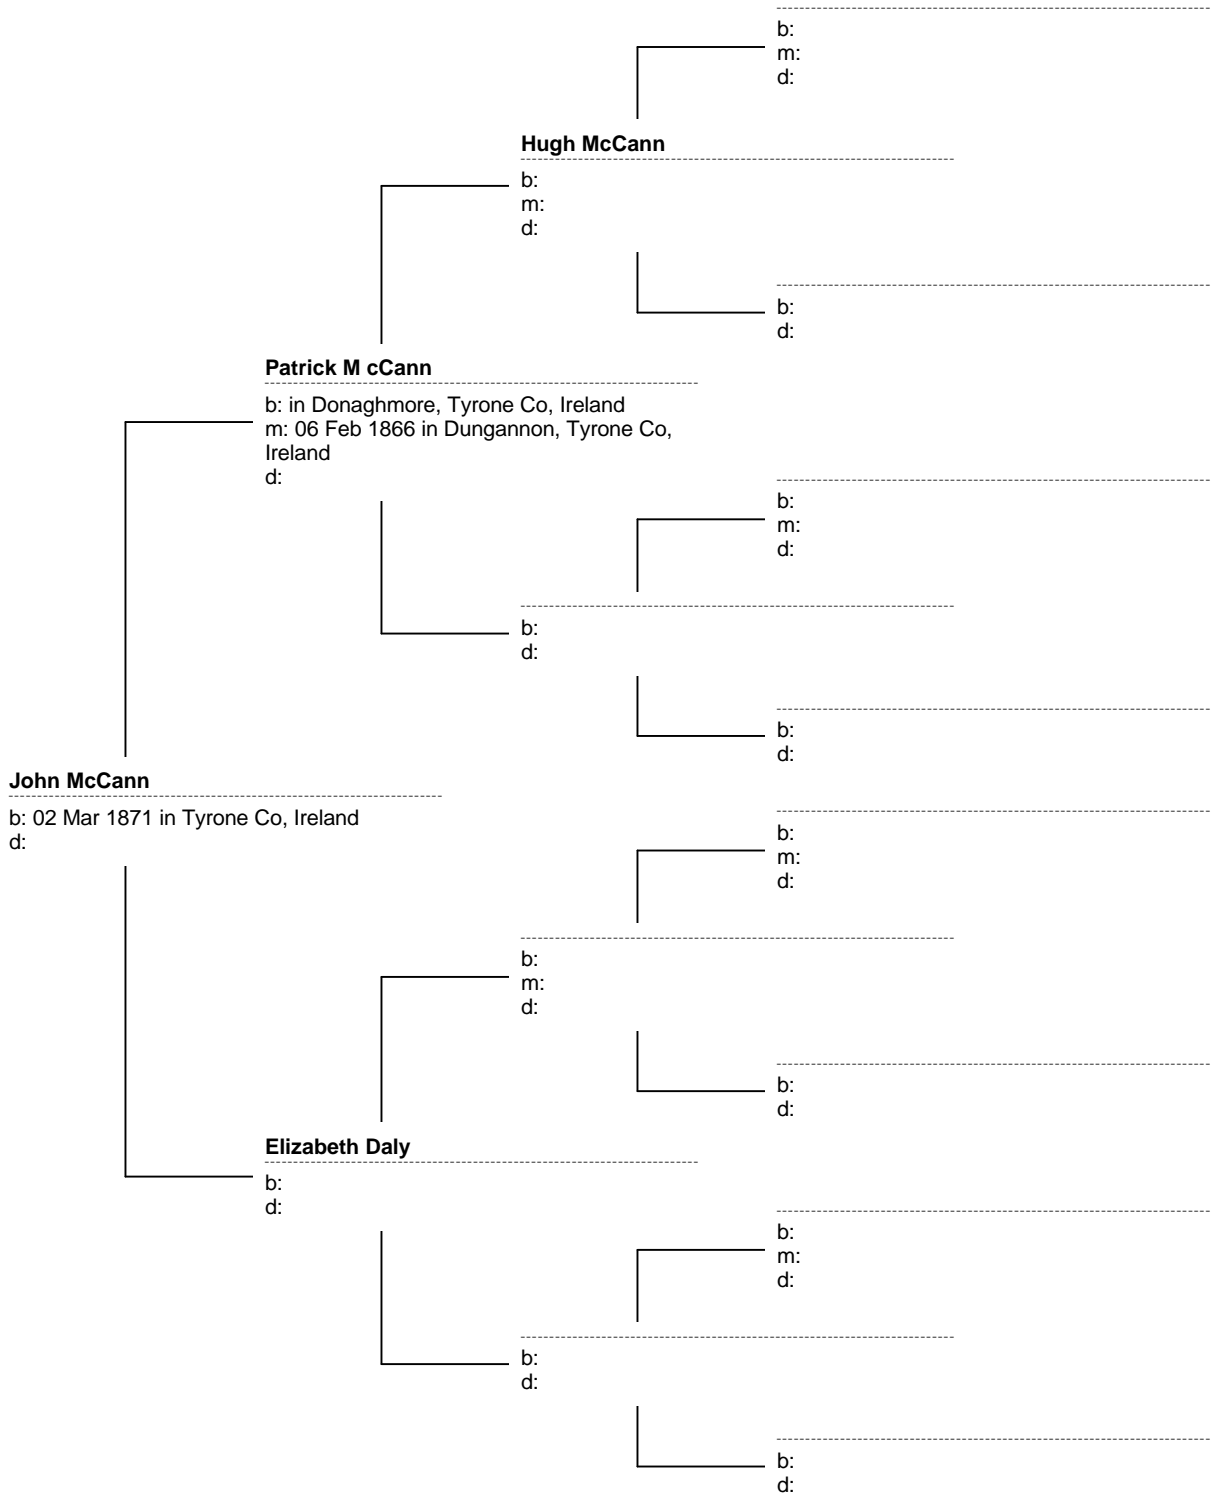 b:
m:
d:
Hugh McCann
b:
m:
d:
b:
d:
Patrick M cCann
b: in Donaghmore, Tyrone Co, Ireland
m: 06 Feb 1866 in Dungannon, Tyrone Co,
Ireland
d:
b:
m:
d:
b:
d:
b:
d:
John McCann
b: 02 Mar 1871 in Tyrone Co, Ireland
d:
b:
m:
d:
b:
m:
d:
b:
d:
Elizabeth Daly
b:
d:
b:
m:
d:
b:
d:
b:
d: